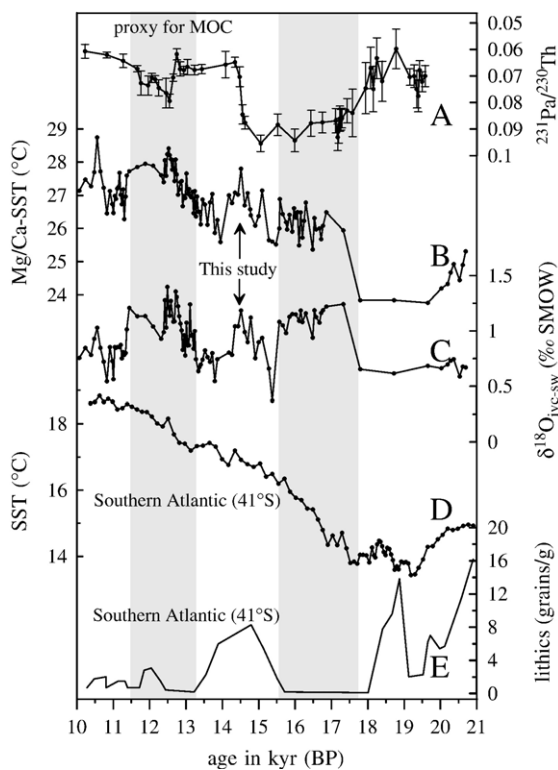 proxy for MOC
0.05
0.06
0.07
0.08
0.09
0.1
²³¹Pa/²³⁰Th
A
29
28
27
26
25
24
Mg/Ca-SST (°C)
This study
B
1.5
1
0.5
0
δ¹⁸O ivc-sw (‰ SMOW)
C
18
16
14
SST (°C)
Southern Atlantic (41°S)
D
20
16
12
8
4
0
lithics (grains/g)
Southern Atlantic (41°S)
E
10 11 12 13 14 15 16 17 18 19 20 21
age in kyr (BP)